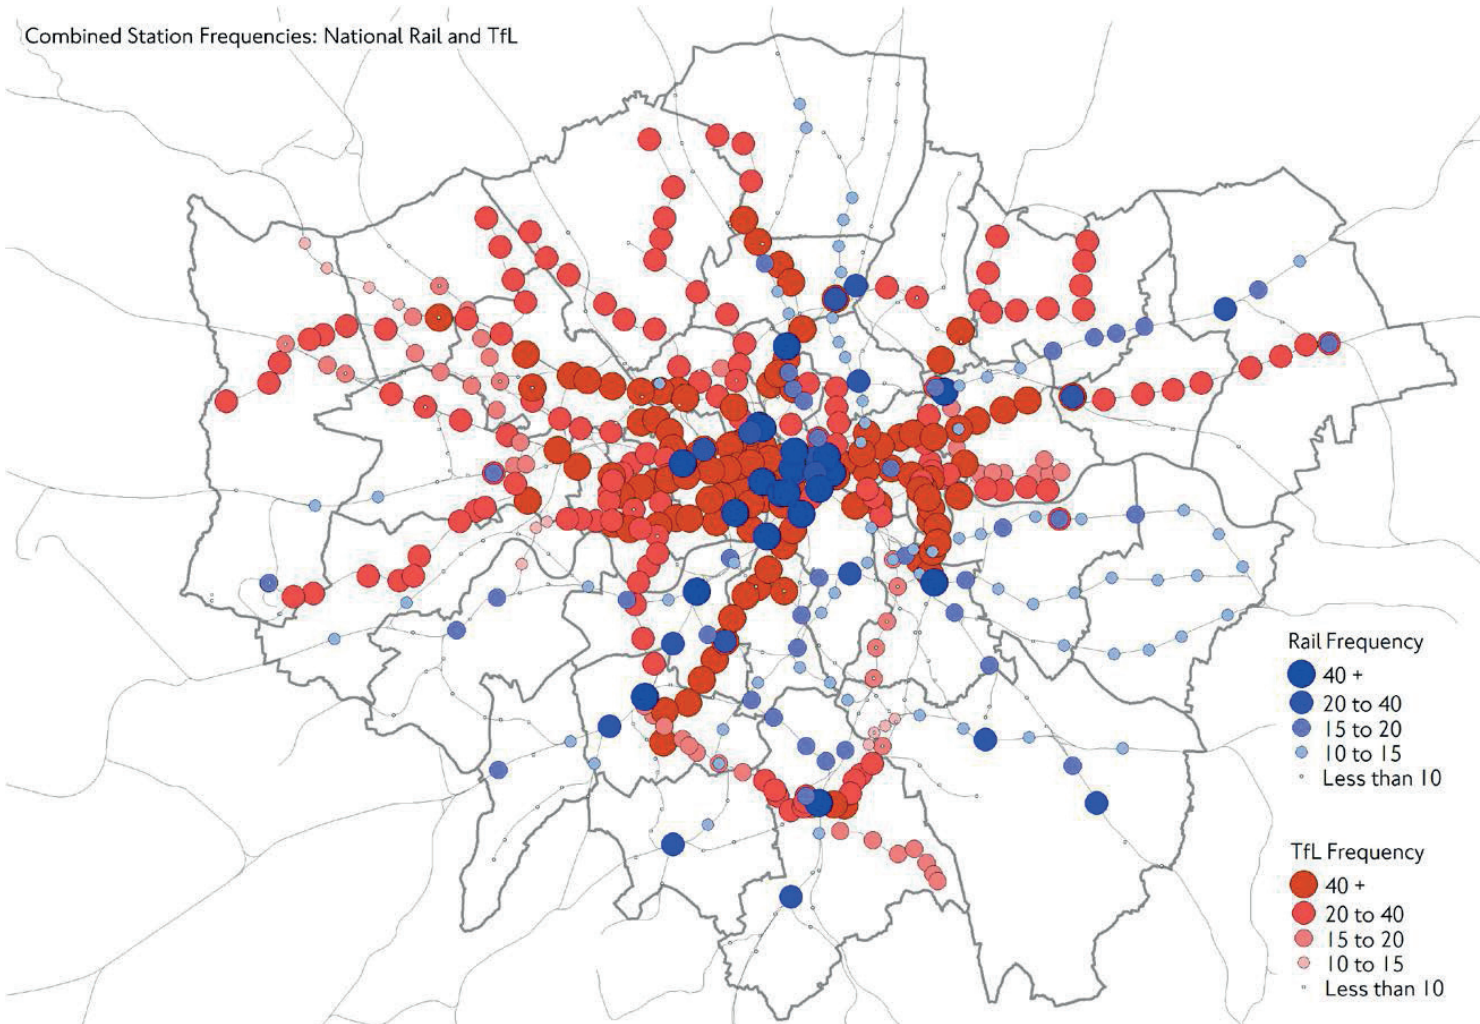 Combined Station Frequencies: National Rail and TfL
Rail Frequency
40 +
20 to 40
15 to 20
10 to 15
Less than 10
TfL Frequency
40 +
20 to 40
15 to 20
10 to 15
Less than 10